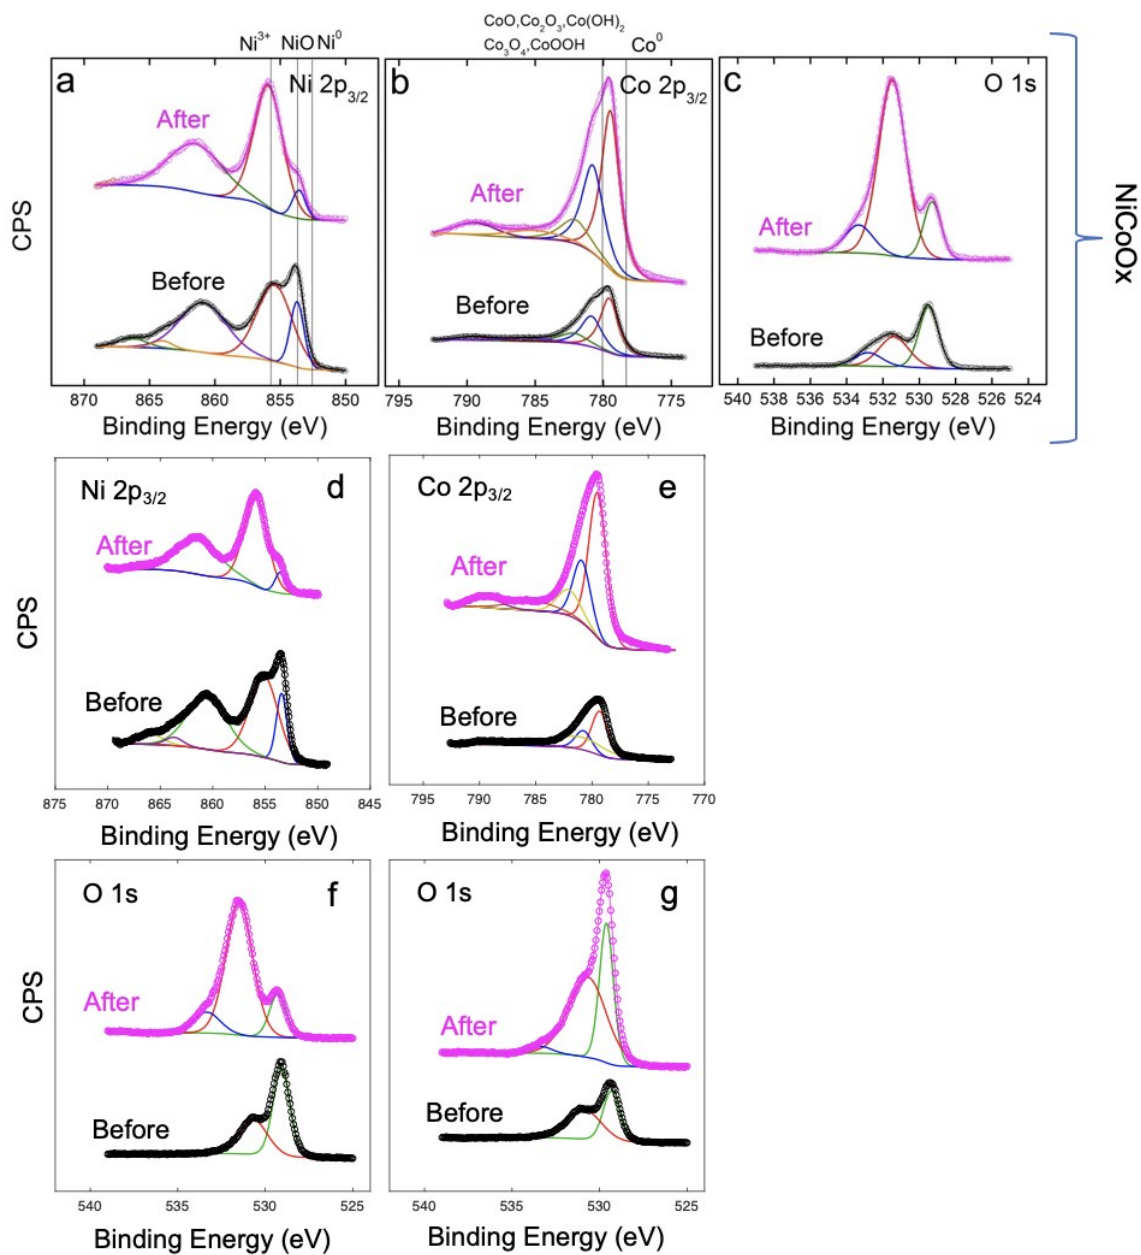 CoO,Co2O3,Co(OH)2
Ni3+ NiO Ni0 Co3O4,CoOOH Co0
a Ni 2p3/2 b Co 2p3/2 c O 1s
After After After
Before Before Before
CPS
NiCoOx
870 865 860 855 850 795 790 785 780 775 540 538 536 534 532 530 528 526 524
Binding Energy (eV) Binding Energy (eV) Binding Energy (eV)
Ni 2p3/2 d Co 2p3/2 e
After After
Before Before
CPS
875 870 865 860 855 850 845 795 790 785 780 775 770
Binding Energy (eV) Binding Energy (eV)
O 1s f O 1s g
After After
Before Before
CPS
540 535 530 525 540 535 530 525
Binding Energy (eV) Binding Energy (eV)